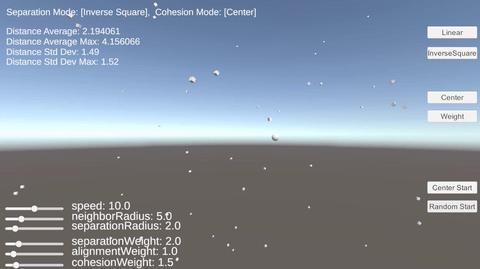 Separation Mode: [Inverse Square], Cohesion Mode: [Center]
Distance Average: 2.194061
Distance Average Max: 4.156066
Distance Std Dev: 1.49
Distance Std Dev Max: 1.52
Linear
InverseSquare
Center
Weight
Center Start
Random Start
speed: 10.0
neighborRadius: 5.0
separationRadius: 2.0
separationWeight: 2.0
alignmentWeight: 1.0
cohesionWeight: 1.5